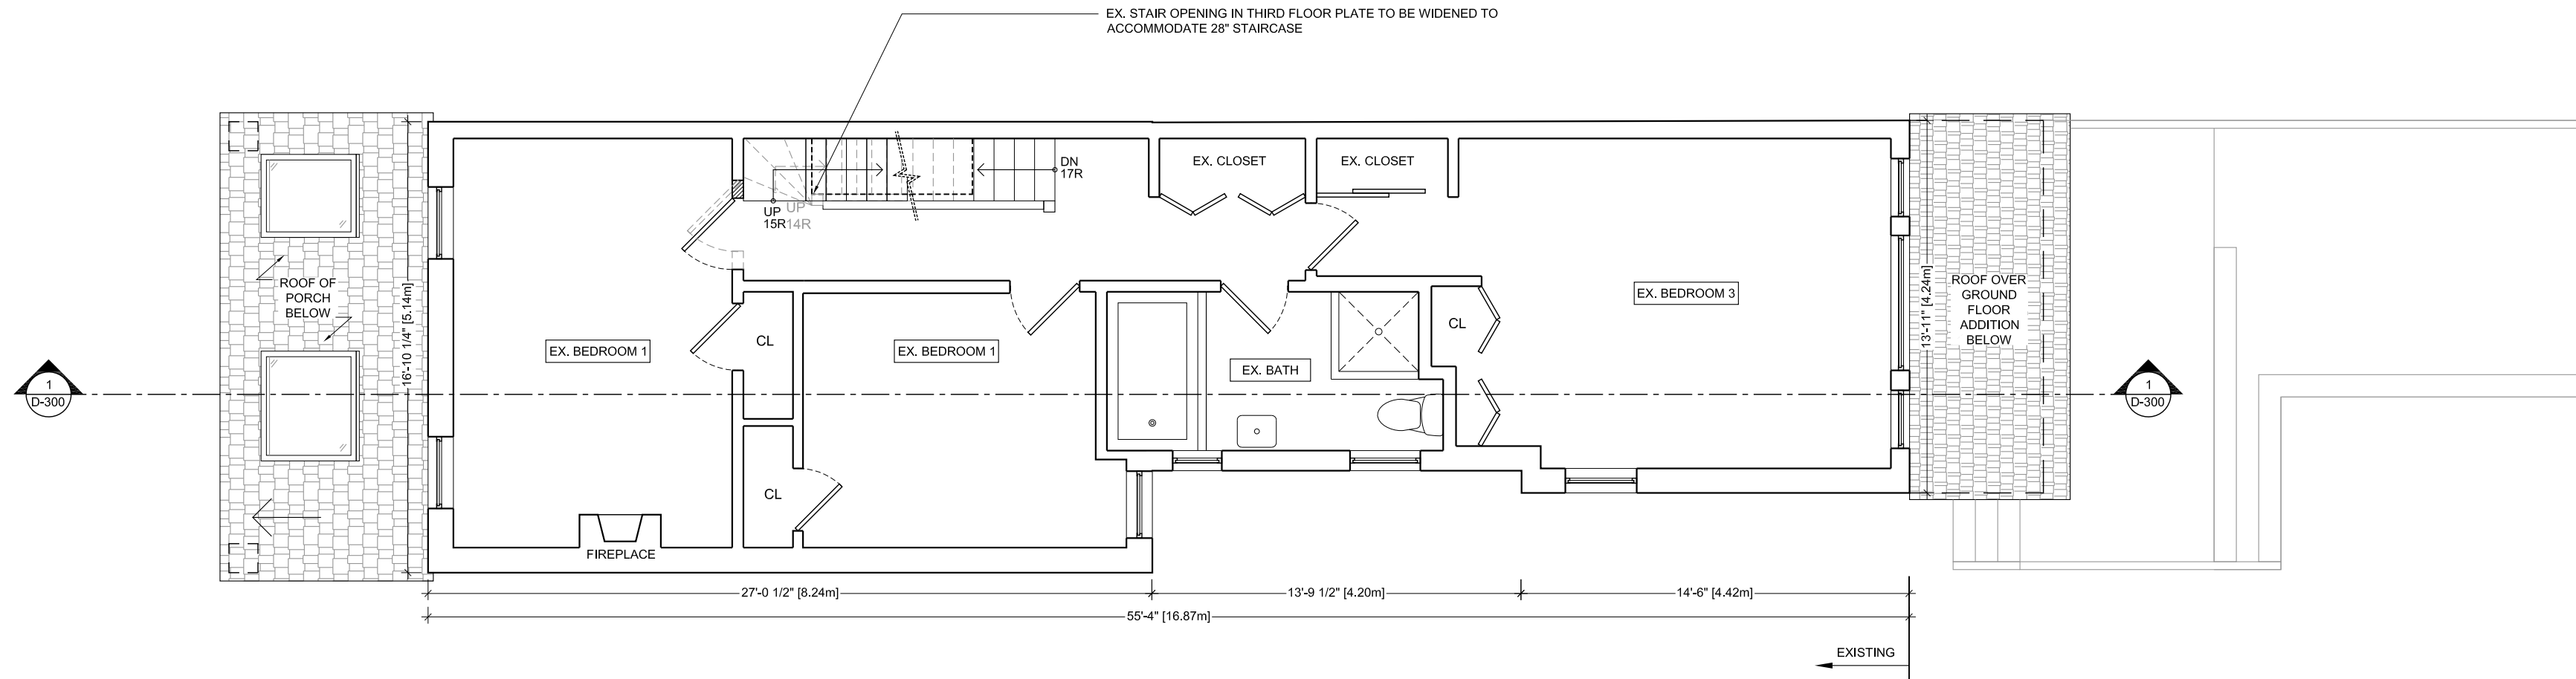 EX. STAIR OPENING IN THIRD FLOOR PLATE TO BE WIDENED TO
ACCOMMODATE 28" STAIRCASE
EX. CLOSET
EX. CLOSET
DN
17R
UP
15R
UP
14R
ROOF OF
PORCH
BELOW
16'-10 1/4" [5.14m]
EX. BEDROOM 1
CL
EX. BEDROOM 1
CL
FIREPLACE
EX. BATH
CL
EX. BEDROOM 3
13'-11" [4.24m]
ROOF OVER
GROUND
FLOOR
ADDITION
BELOW
1
D-300
1
D-300
27'-0 1/2" [8.24m]
13'-9 1/2" [4.20m]
14'-6" [4.42m]
55'-4" [16.87m]
EXISTING